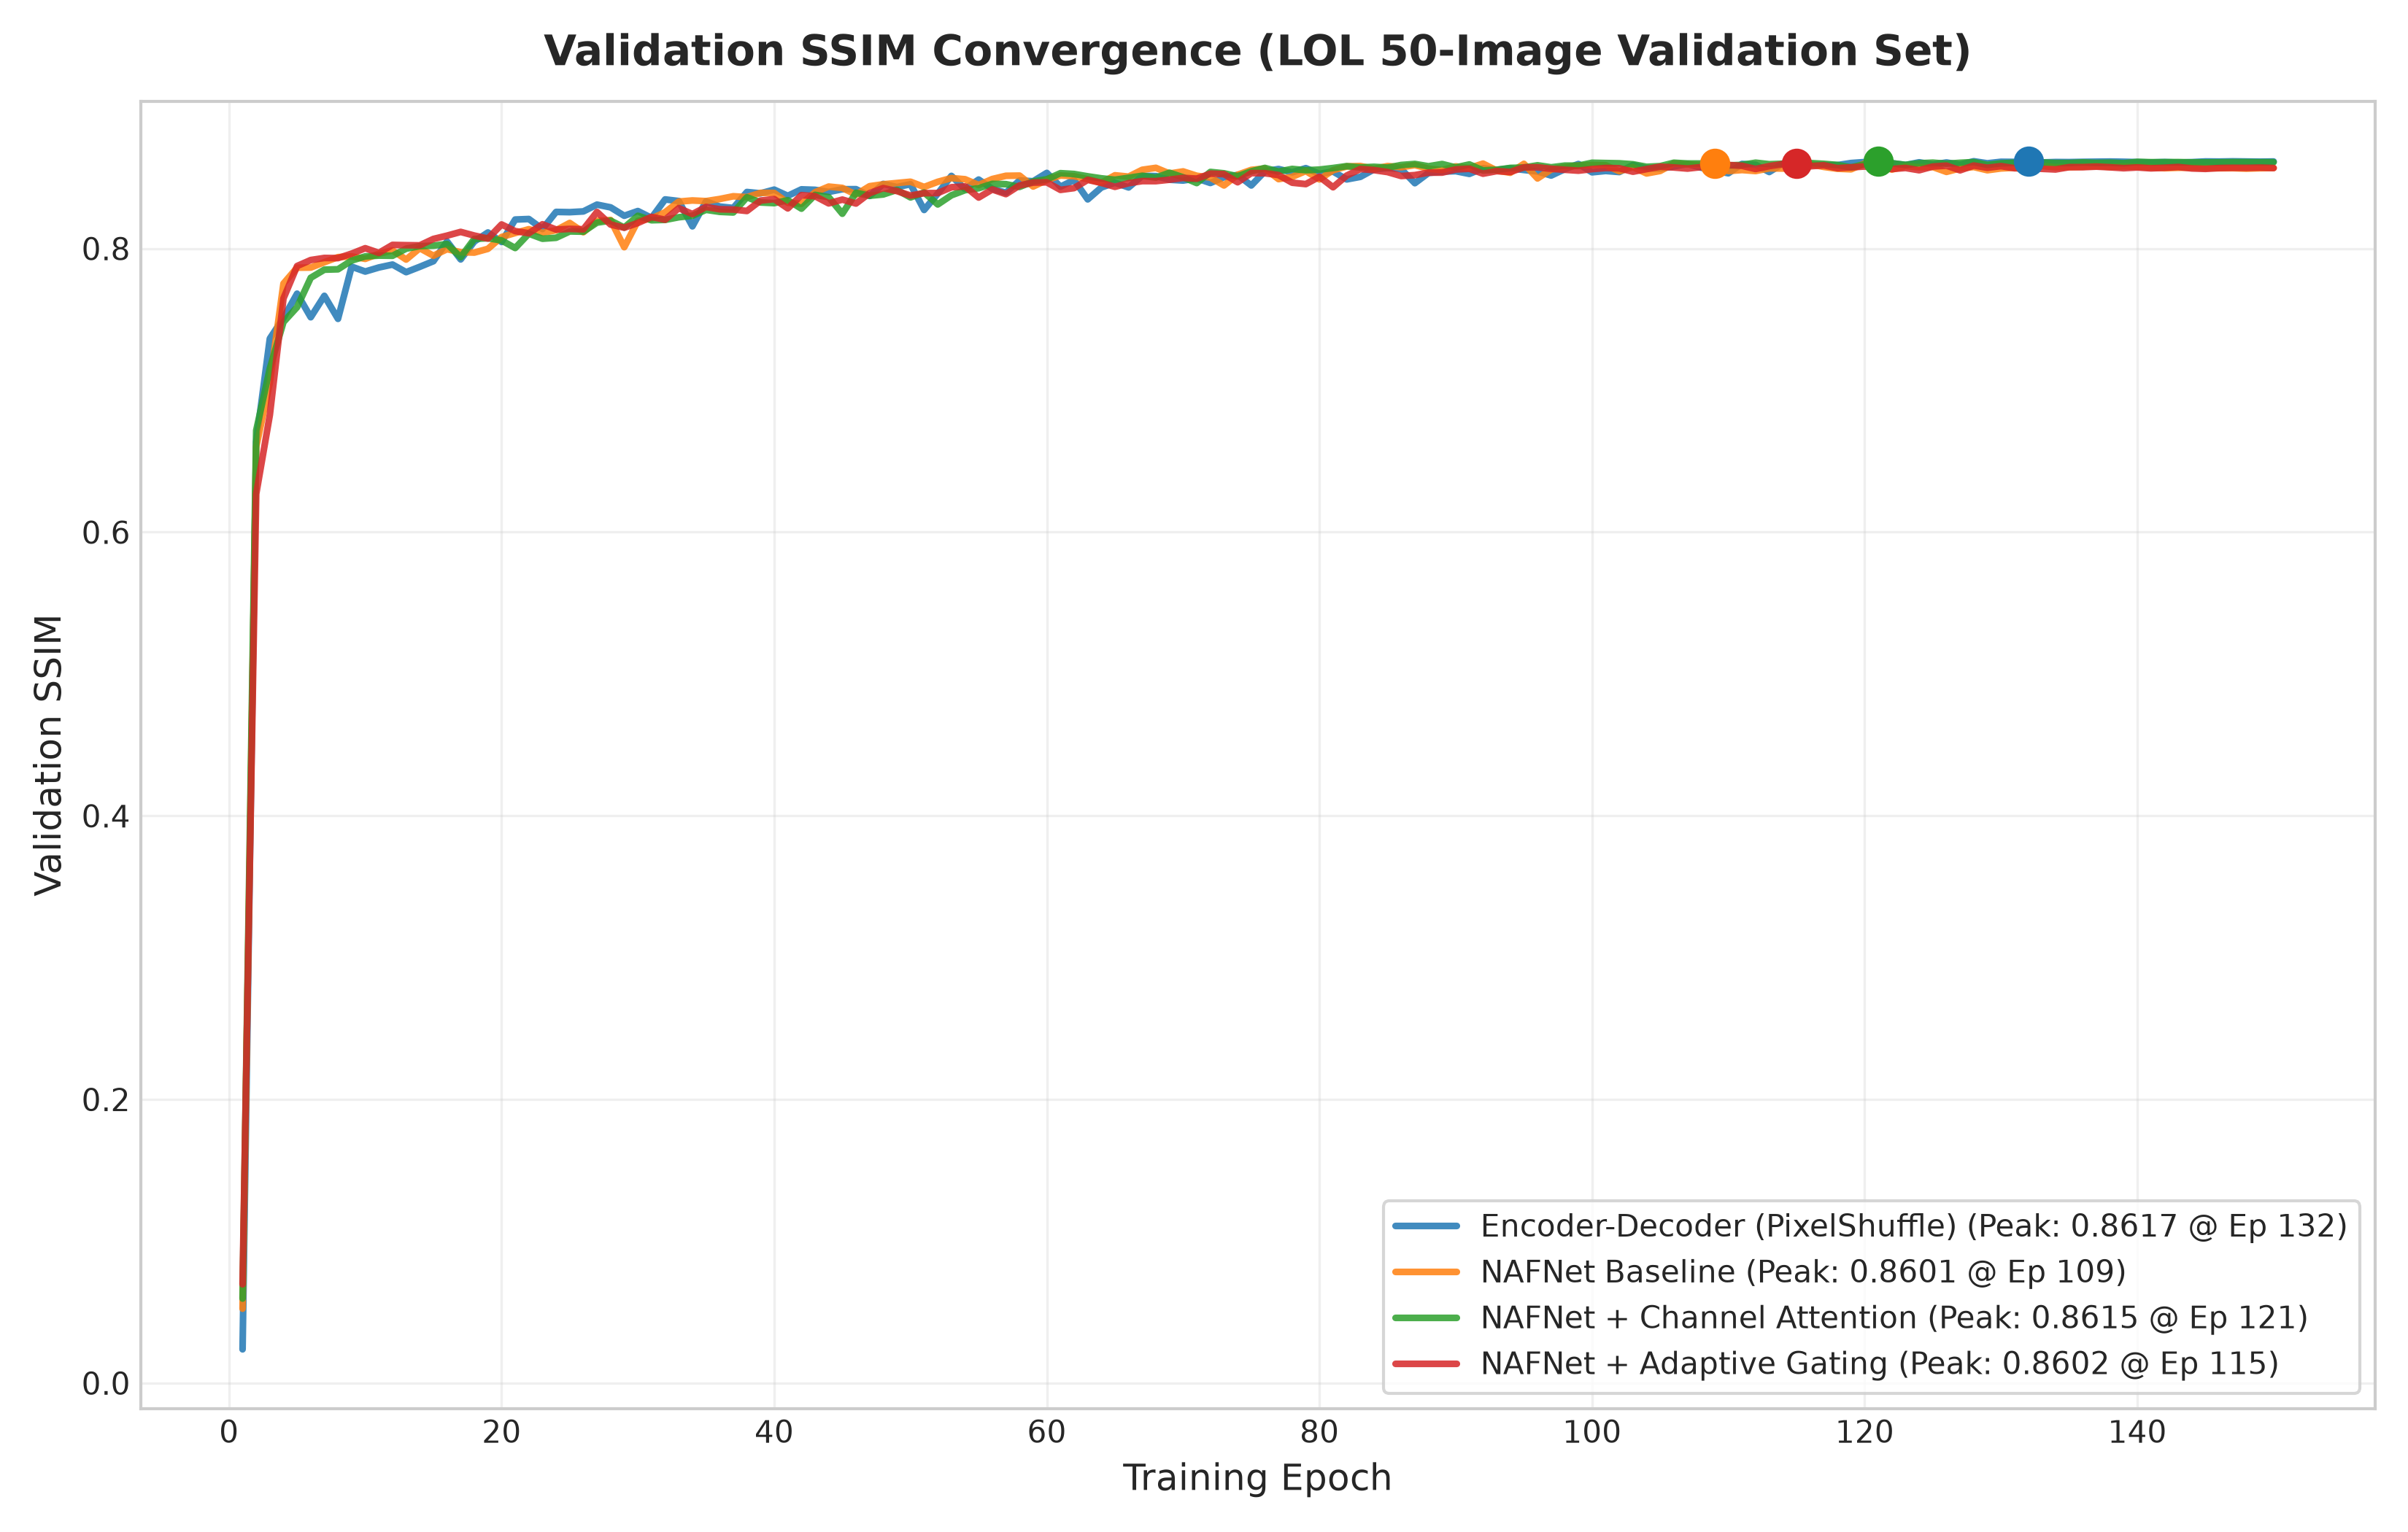 Validation SSIM Convergence (LOL 50-Image Validation Set)
Validation SSIM
0.8
0.6
0.4
0.2
0.0
0 20 40 60 80 100 120 140
Training Epoch
Encoder-Decoder (PixelShuffle) (Peak: 0.8617 @ Ep 132)
NAFNet Baseline (Peak: 0.8601 @ Ep 109)
NAFNet + Channel Attention (Peak: 0.8615 @ Ep 121)
NAFNet + Adaptive Gating (Peak: 0.8602 @ Ep 115)